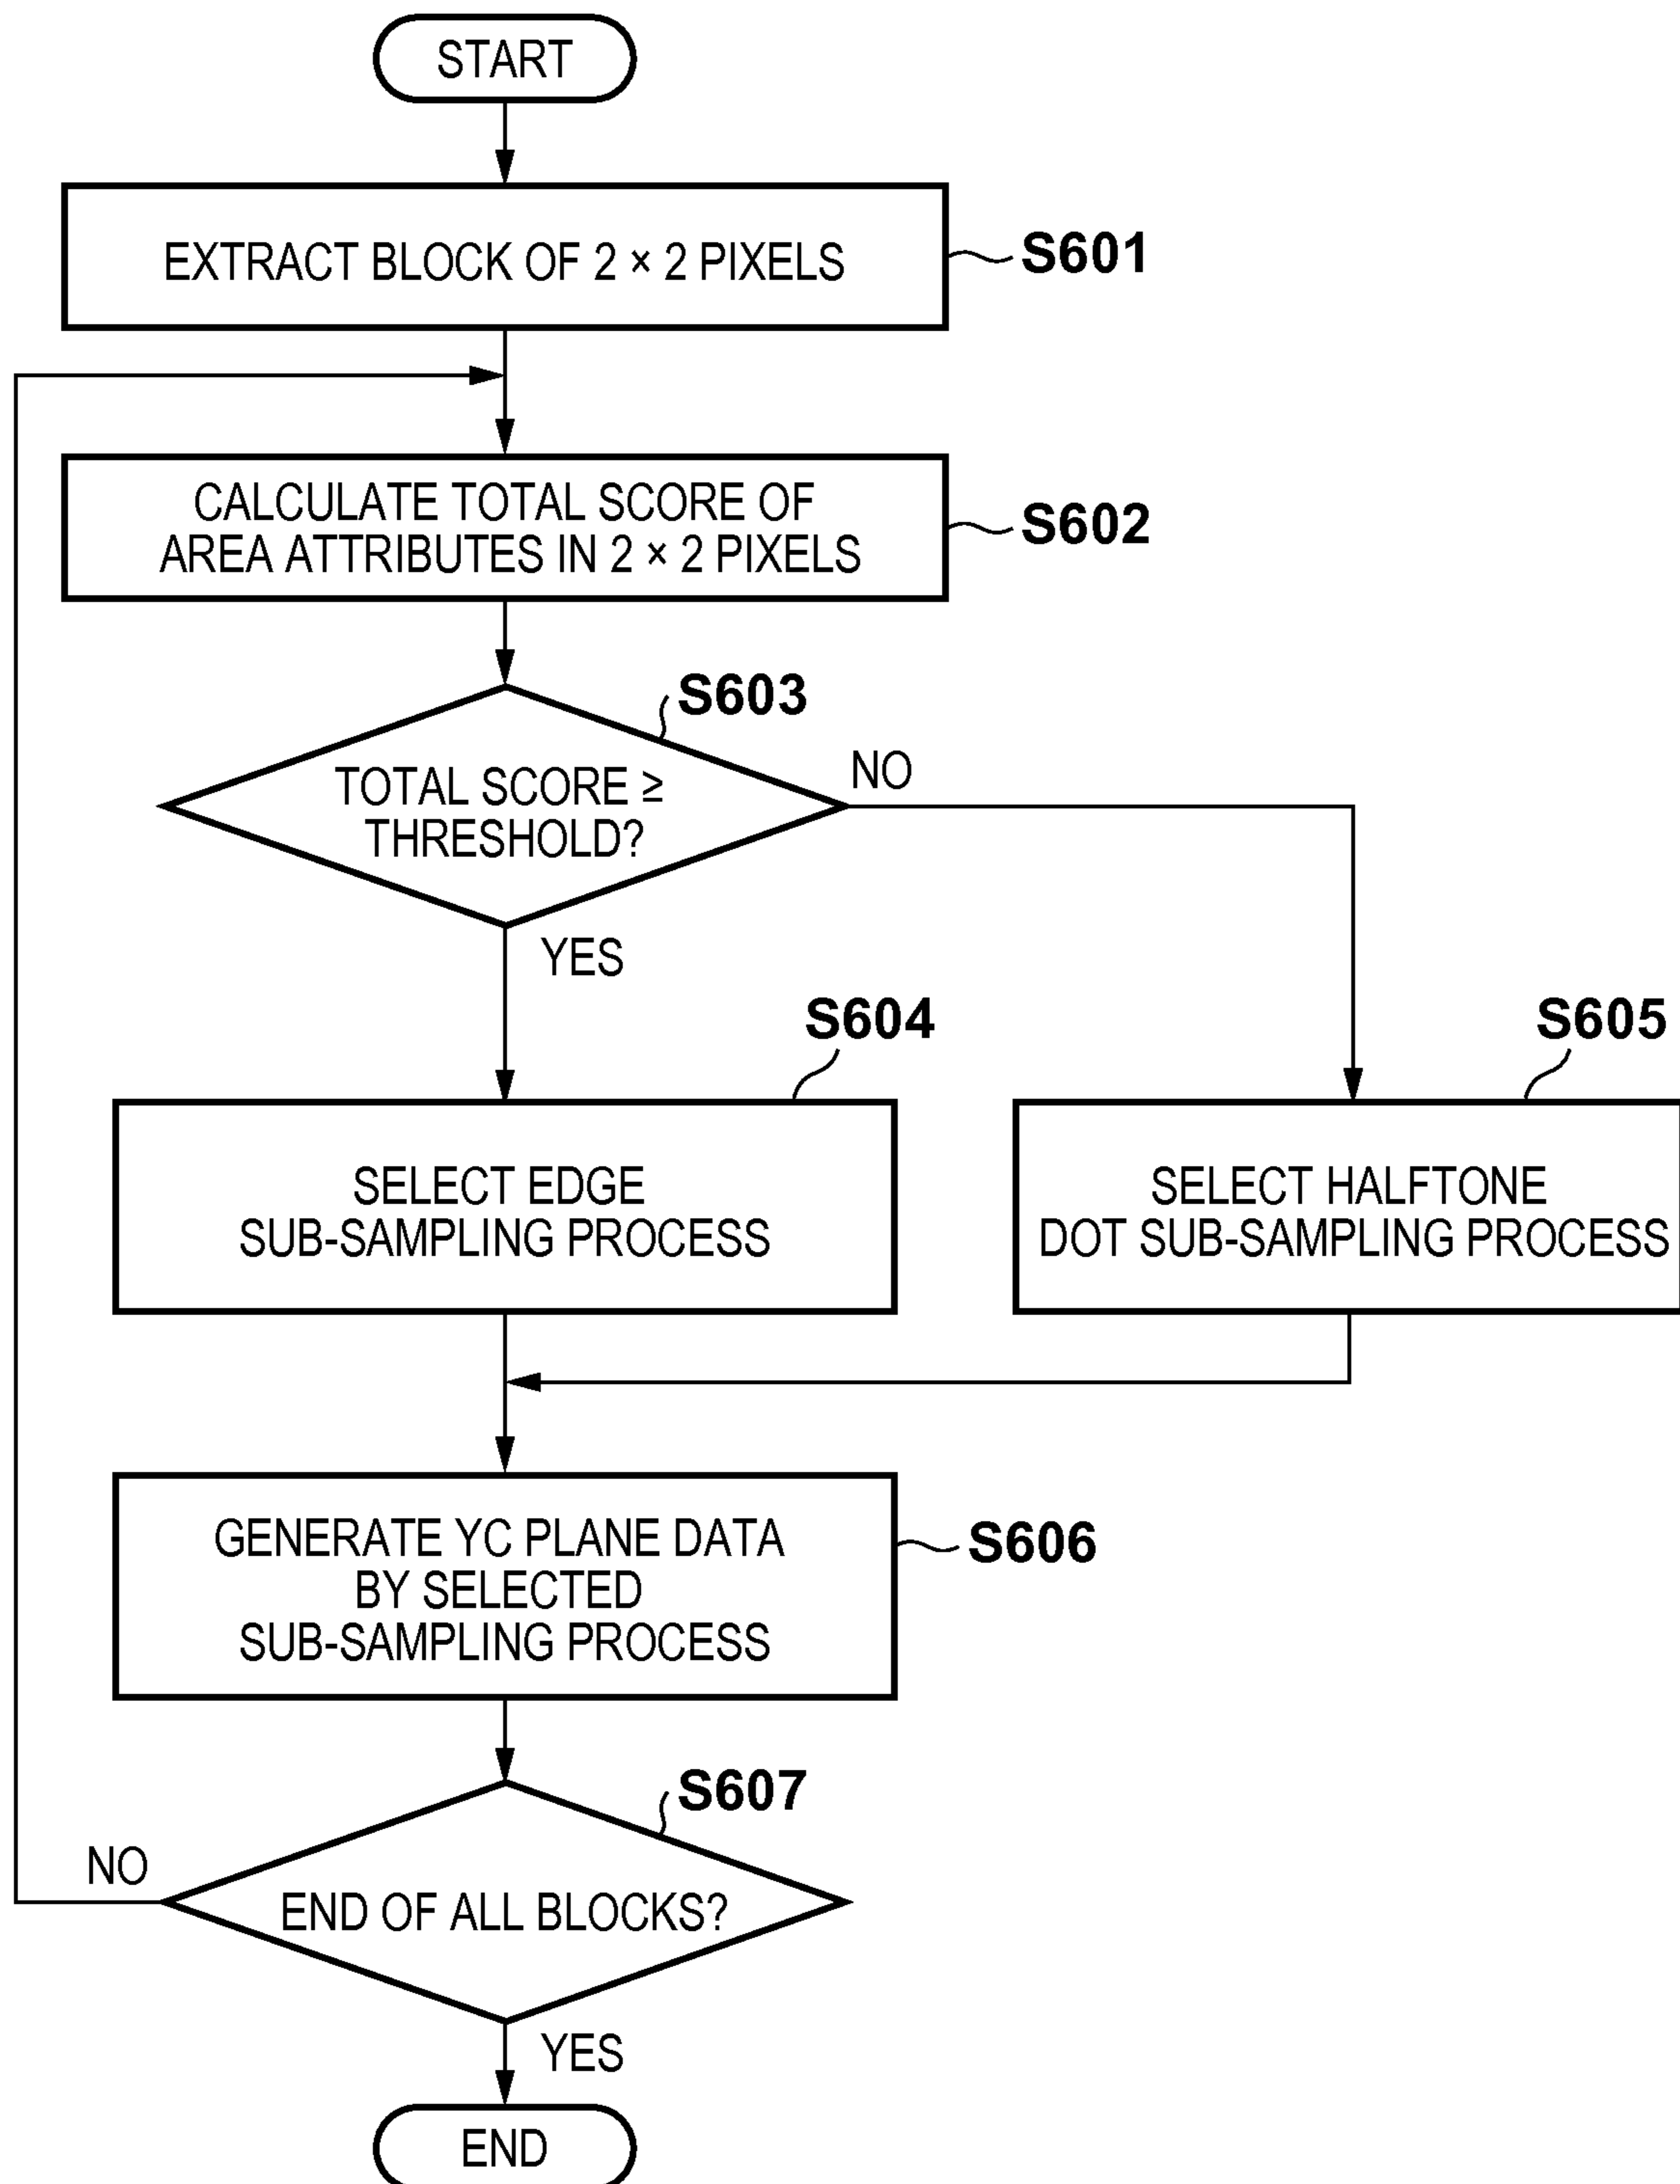 START
EXTRACT BLOCK OF 2 × 2 PIXELS
S601
CALCULATE TOTAL SCORE OF
AREA ATTRIBUTES IN 2 × 2 PIXELS
S602
S603
TOTAL SCORE ≥
THRESHOLD?
NO
YES
S604
SELECT EDGE
SUB-SAMPLING PROCESS
S605
SELECT HALFTONE
DOT SUB-SAMPLING PROCESS
GENERATE YC PLANE DATA
BY SELECTED
SUB-SAMPLING PROCESS
S606
S607
END OF ALL BLOCKS?
NO
YES
END